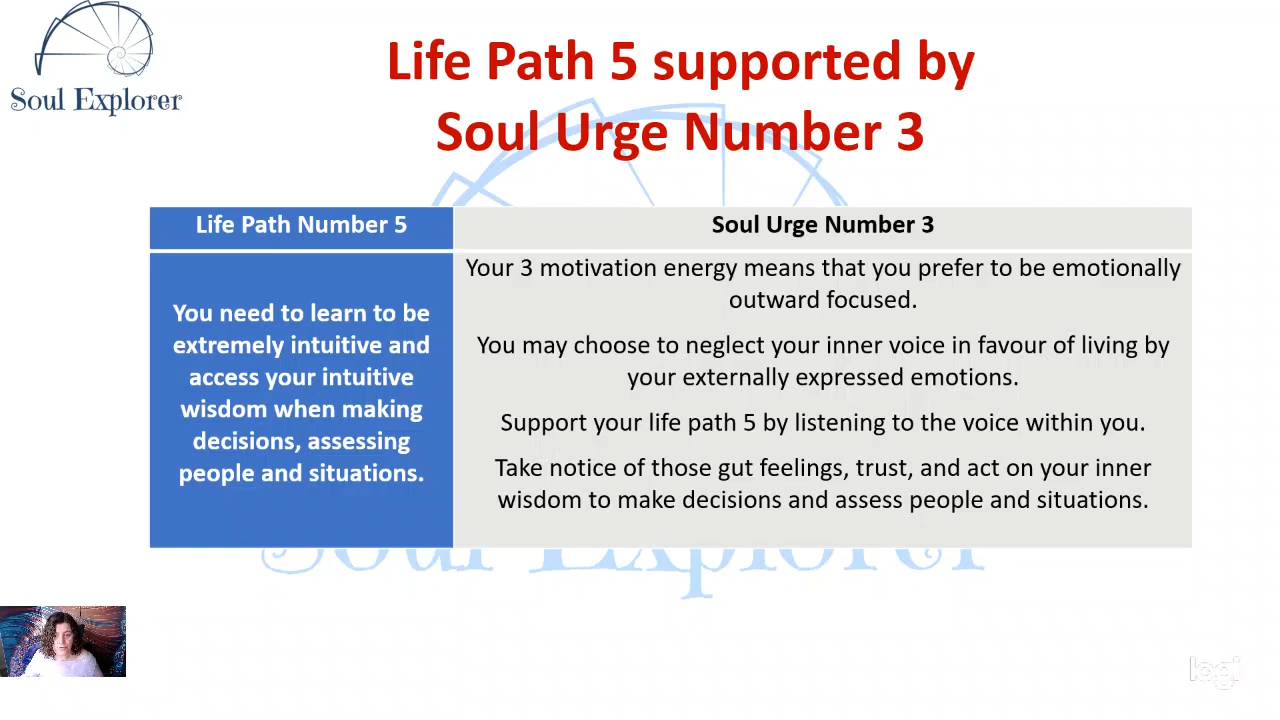 Soul Explorer
Life Path 5 supported by
Soul Urge Number 3
Life Path Number 5
Soul Urge Number 3
You need to learn to be
extremely intuitive and
access your intuitive
wisdom when making
decisions, assessing
people and situations.
Your 3 motivation energy means that you prefer to be emotionally
outward focused.
You may choose to neglect your inner voice in favour of living by
your externally expressed emotions.
Support your life path 5 by listening to the voice within you.
Take notice of those gut feelings, trust, and act on your inner
wisdom to make decisions and assess people and situations.
Soul Explorer
logi